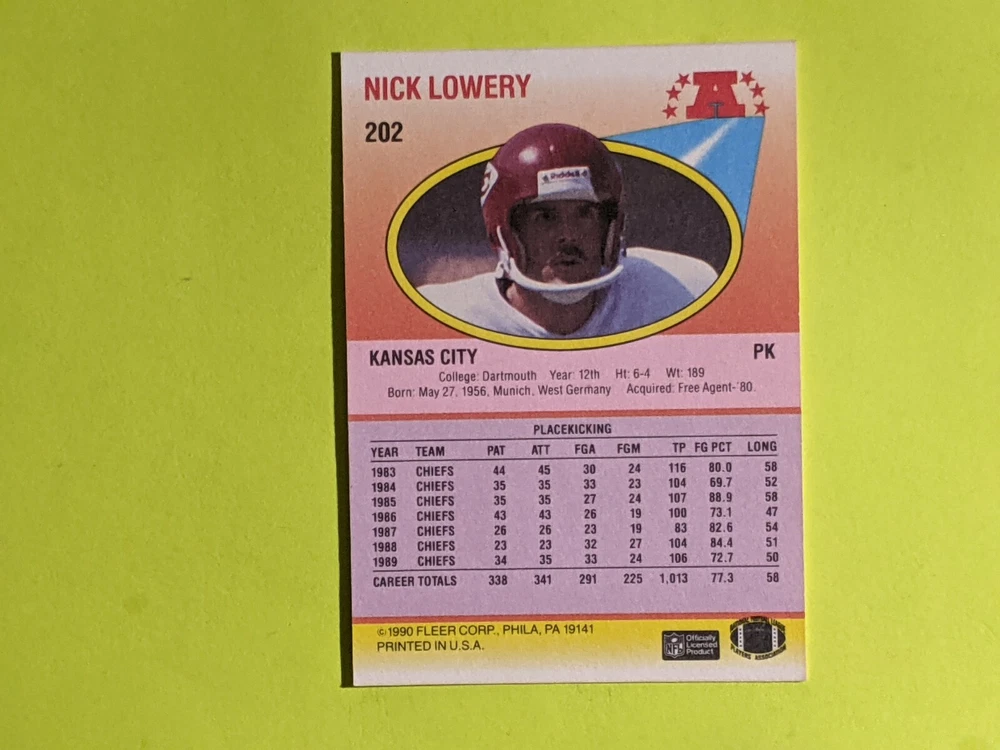 NICK LOWERY
A
202
Riddell
KANSAS CITY PK
College: Dartmouth Year: 12th Ht: 6-4 Wt: 189
Born: May 27, 1956, Munich, West Germany Acquired: Free Agent-'80
PLACEKICKING
YEAR TEAM PAT ATT FGA FGM TP FG PCT LONG
1983 CHIEFS 44 45 30 24 116 80.0 58
1984 CHIEFS 35 35 33 23 104 69.7 52
1985 CHIEFS 35 35 27 24 107 88.9 58
1986 CHIEFS 43 43 26 19 100 73.1 47
1987 CHIEFS 26 26 23 19 83 82.6 54
1988 CHIEFS 23 23 32 27 104 84.4 51
1989 CHIEFS 34 35 33 24 106 72.7 50
CAREER TOTALS 338 341 291 225 1,013 77.3 58
©1990 FLEER CORP., PHILA, PA 19141
PRINTED IN U.S.A.
NFL
Officially
Licensed
Product
PLAYERS ASSOCIATION